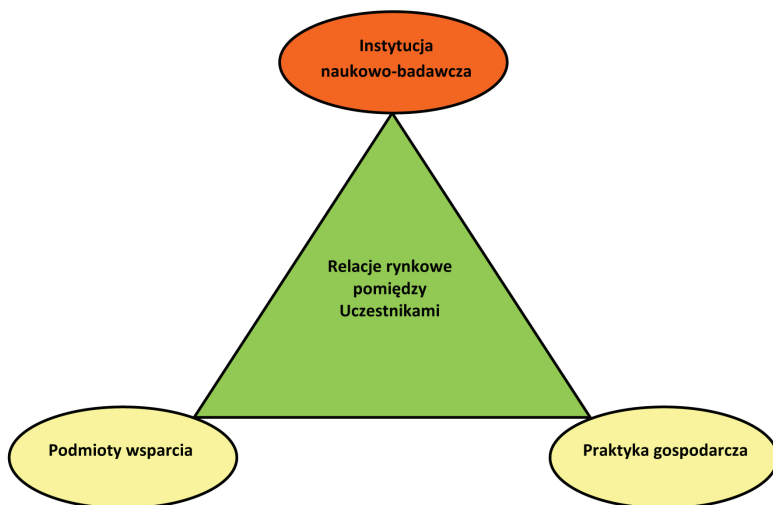 Instytucja
naukowo-badawcza
Relacje rynkowe
pomiędzy
Uczestnikami
Podmioty wsparcia
Praktyka gospodarcza